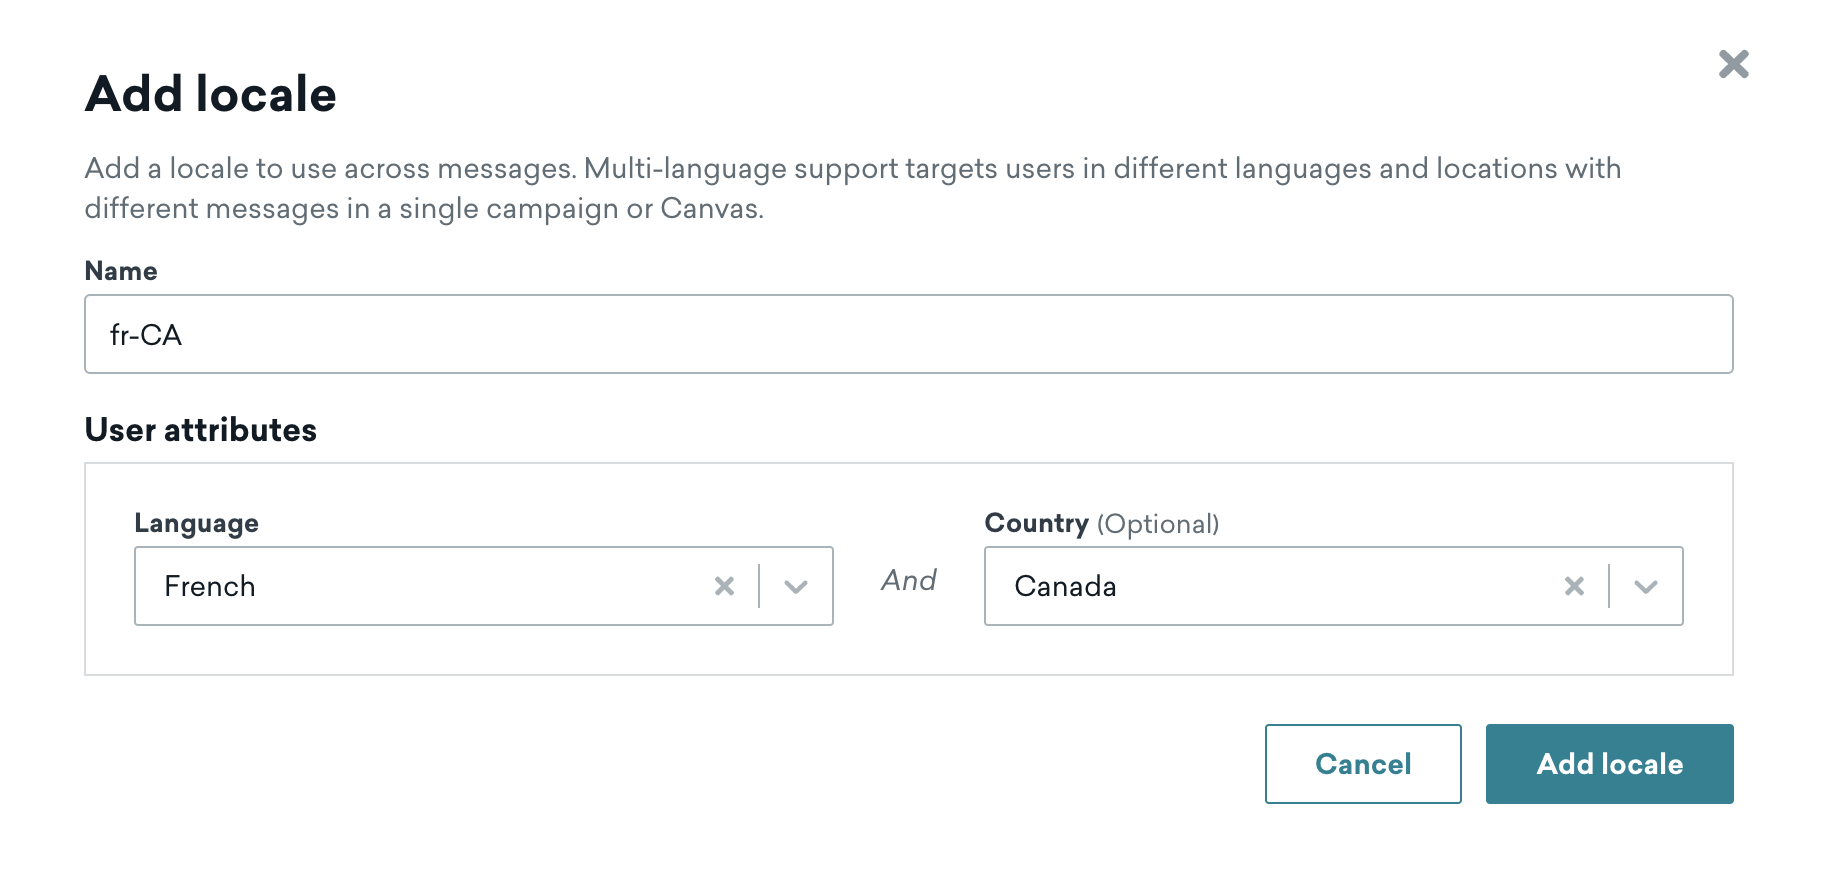 Add locale
Add a locale to use across messages. Multi-language support targets users in different languages and locations with
different messages in a single campaign or Canvas.
Name
fr-CA
User attributes
Language
Country (Optional)
French
And
Canada
Cancel
Add locale